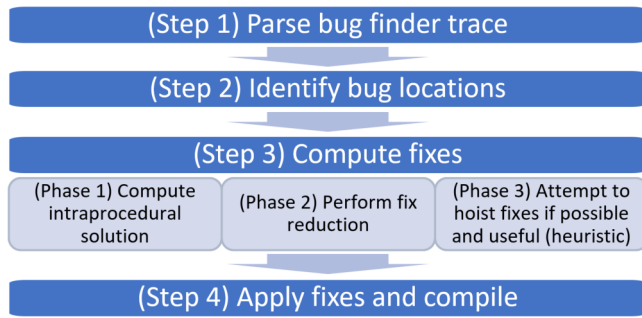 (Step 1) Parse bug finder trace
(Step 2) Identify bug locations
(Step 3) Compute fixes
(Phase 1) Compute
intraprocedural
solution
(Phase 2) Perform fix
reduction
(Phase 3) Attempt to
hoist fixes if possible
and useful (heuristic)
(Step 4) Apply fixes and compile